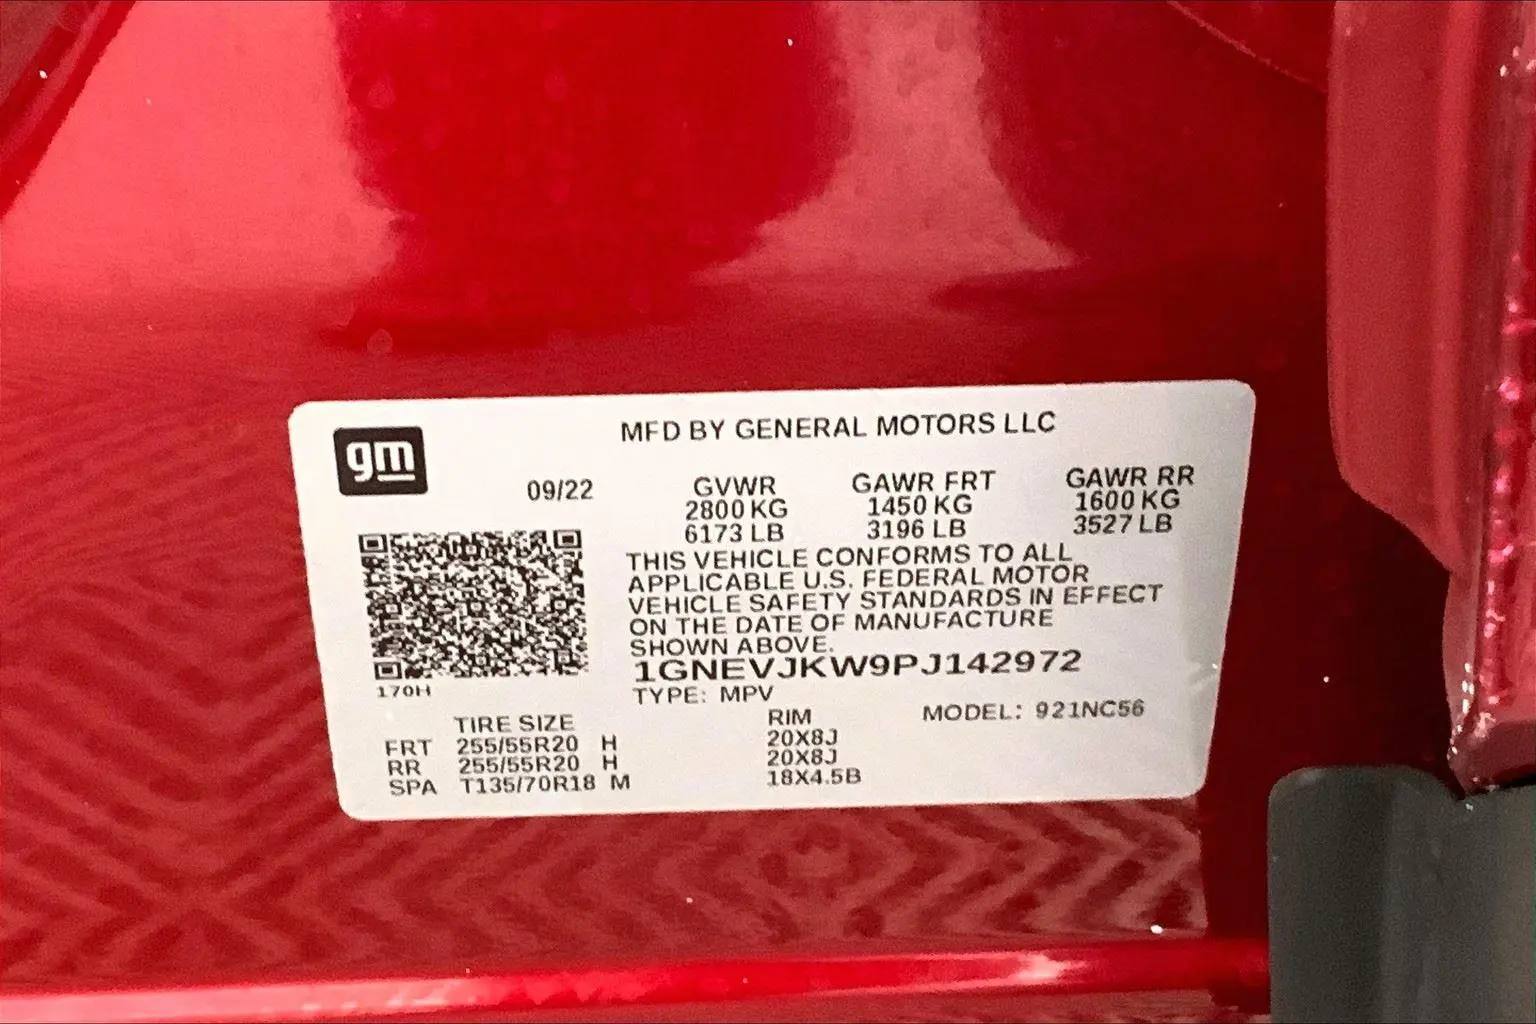 MFD BY GENERAL MOTORS LLC
gm
09/22
GVWR GAWR FRT GAWR RR
2800 KG 1450 KG 1600 KG
6173 LB 3196 LB 3527 LB
THIS VEHICLE CONFORMS TO ALL
APPLICABLE U.S. FEDERAL MOTOR
VEHICLE SAFETY STANDARDS IN EFFECT
ON THE DATE OF MANUFACTURE
SHOWN ABOVE.
1GNEVJKW9PJ142972
170H
TYPE: MPV
TIRE SIZE RIM MODEL: 921NC56
FRT 255/55R20 H 20X8J
RR 255/55R20 H 20X8J
SPA T135/70R18 M 18X4.5B